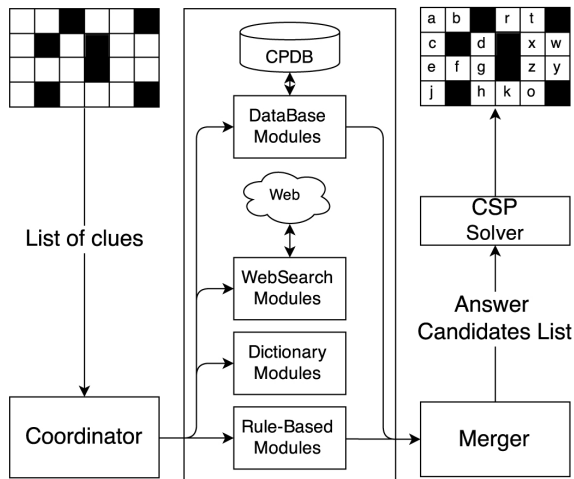 a b r t
c d x w
e f g z y
j h k o
CPDB
DataBase
Modules
Web
WebSearch
Modules
Dictionary
Modules
Rule-Based
Modules
List of clues
Coordinator
CSP
Solver
Answer
Candidates List
Merger